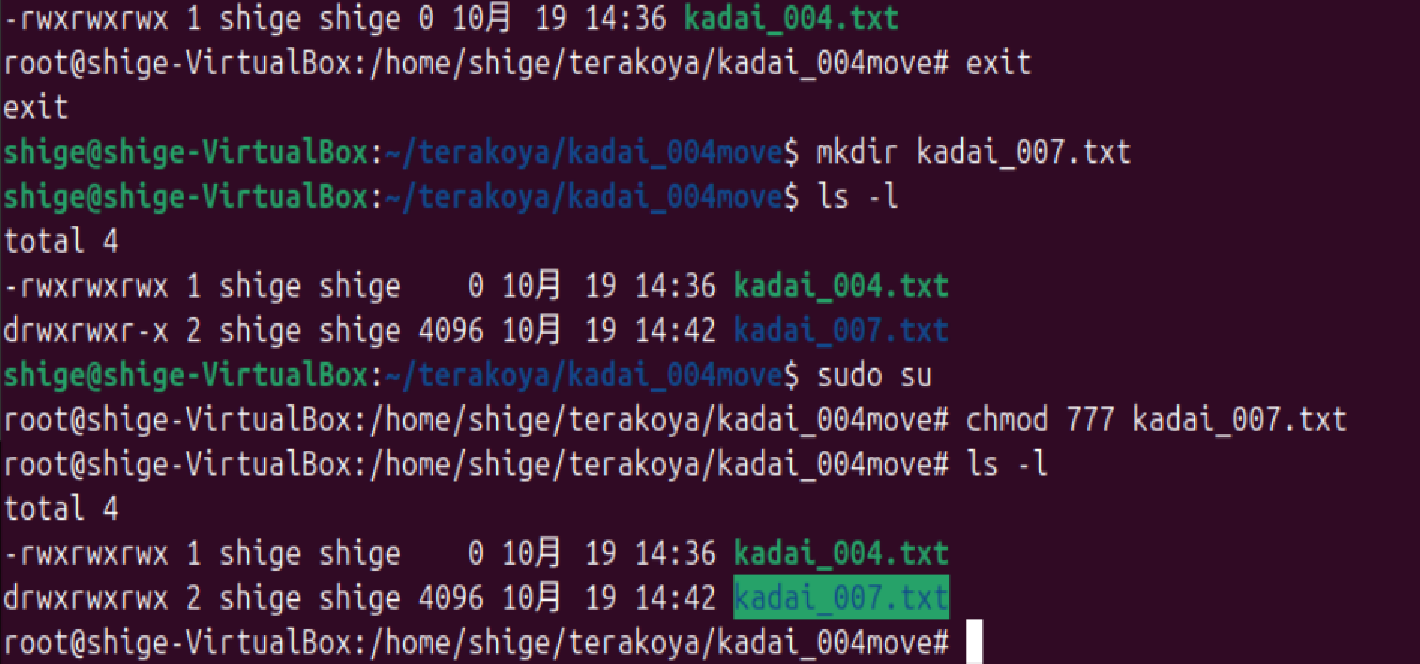 -rwxrwxrwx 1 shige shige 0 10月 19 14:36 kadai_004.txt
root@shige-VirtualBox:/home/shige/terakoya/kadai_004move# exit
exit
shige@shige-VirtualBox:~/terakoya/kadai_004move$ mkdir kadai_007.txt
shige@shige-VirtualBox:~/terakoya/kadai_004move$ ls -l
total 4
-rwxrwxrwx 1 shige shige    0 10月 19 14:36 kadai_004.txt
drwxrwxr-x 2 shige shige 4096 10月 19 14:42 kadai_007.txt
shige@shige-VirtualBox:~/terakoya/kadai_004move$ sudo su
root@shige-VirtualBox:/home/shige/terakoya/kadai_004move# chmod 777 kadai_007.txt
root@shige-VirtualBox:/home/shige/terakoya/kadai_004move# ls -l
total 4
-rwxrwxrwx 1 shige shige    0 10月 19 14:36 kadai_004.txt
drwxrwxrwx 2 shige shige 4096 10月 19 14:42 kadai_007.txt
root@shige-VirtualBox:/home/shige/terakoya/kadai_004move#